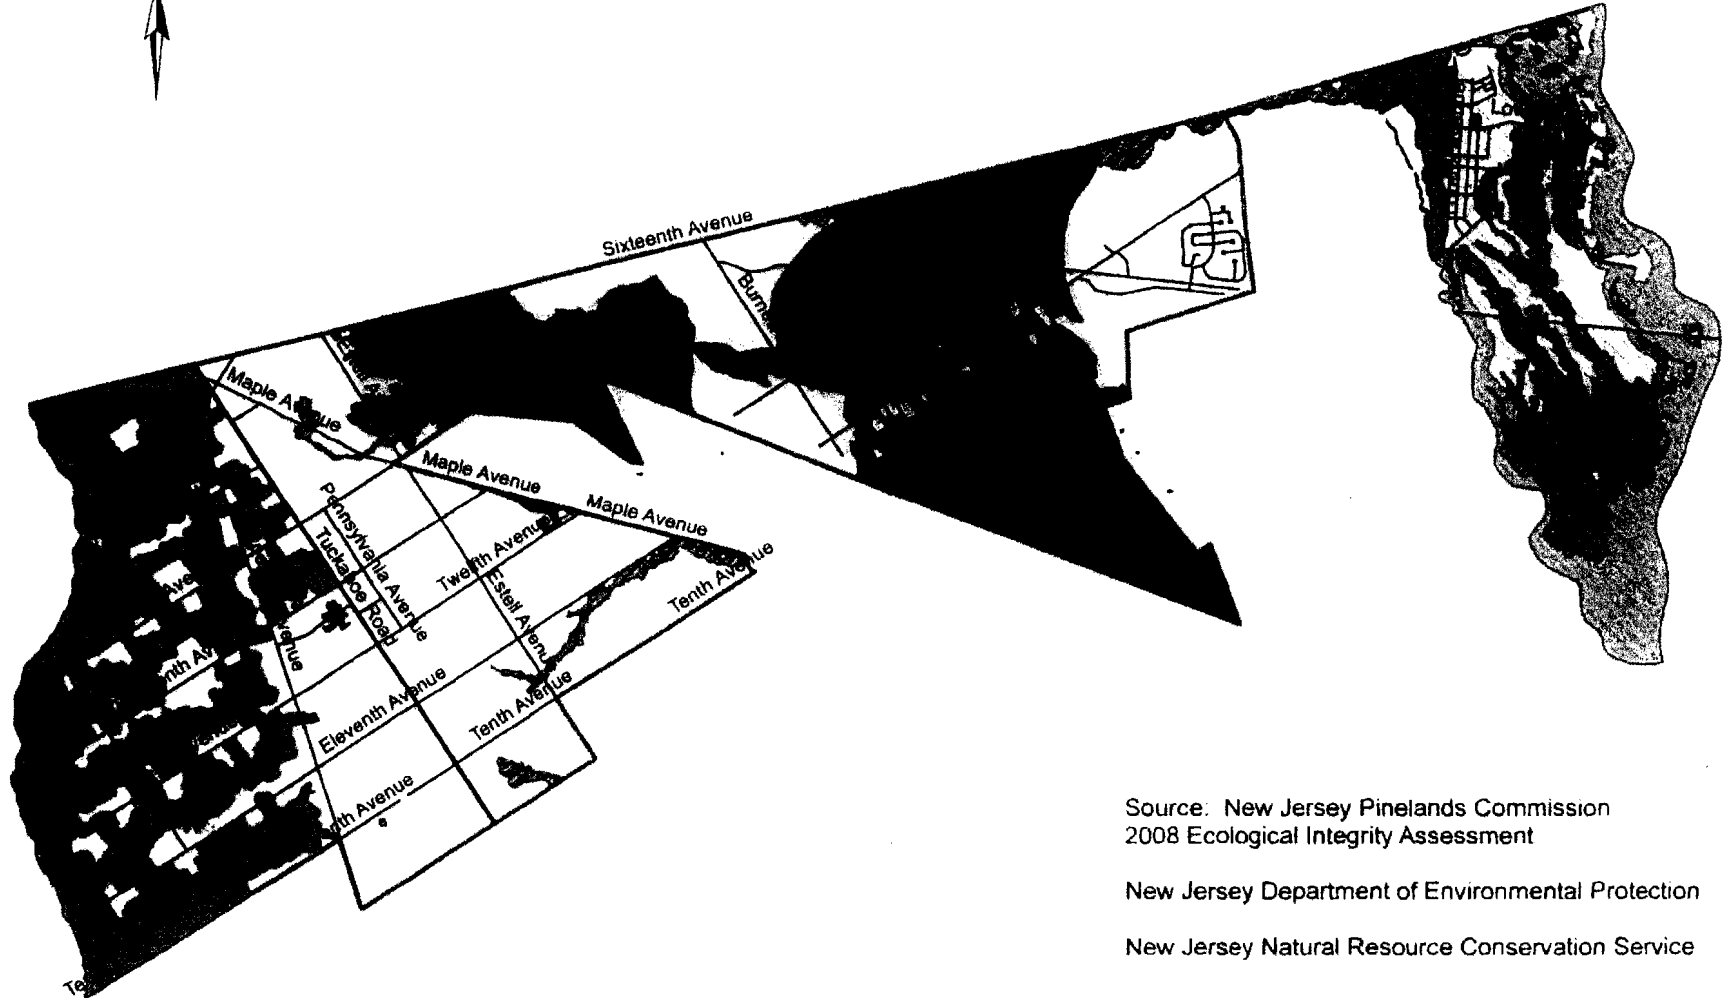 Sixteenth Avenue
Maple Avenue
Maple Avenue
Maple Avenue
Pennsylvania Avenue
Tuckahoe Road
Twelfth Avenue
Estell Avenue
Tenth Avenue
Eleventh Avenue
Tenth Avenue
Avenue
Source: New Jersey Pinelands Commission
2008 Ecological Integrity Assessment
New Jersey Department of Environmental Protection
New Jersey Natural Resource Conservation Service